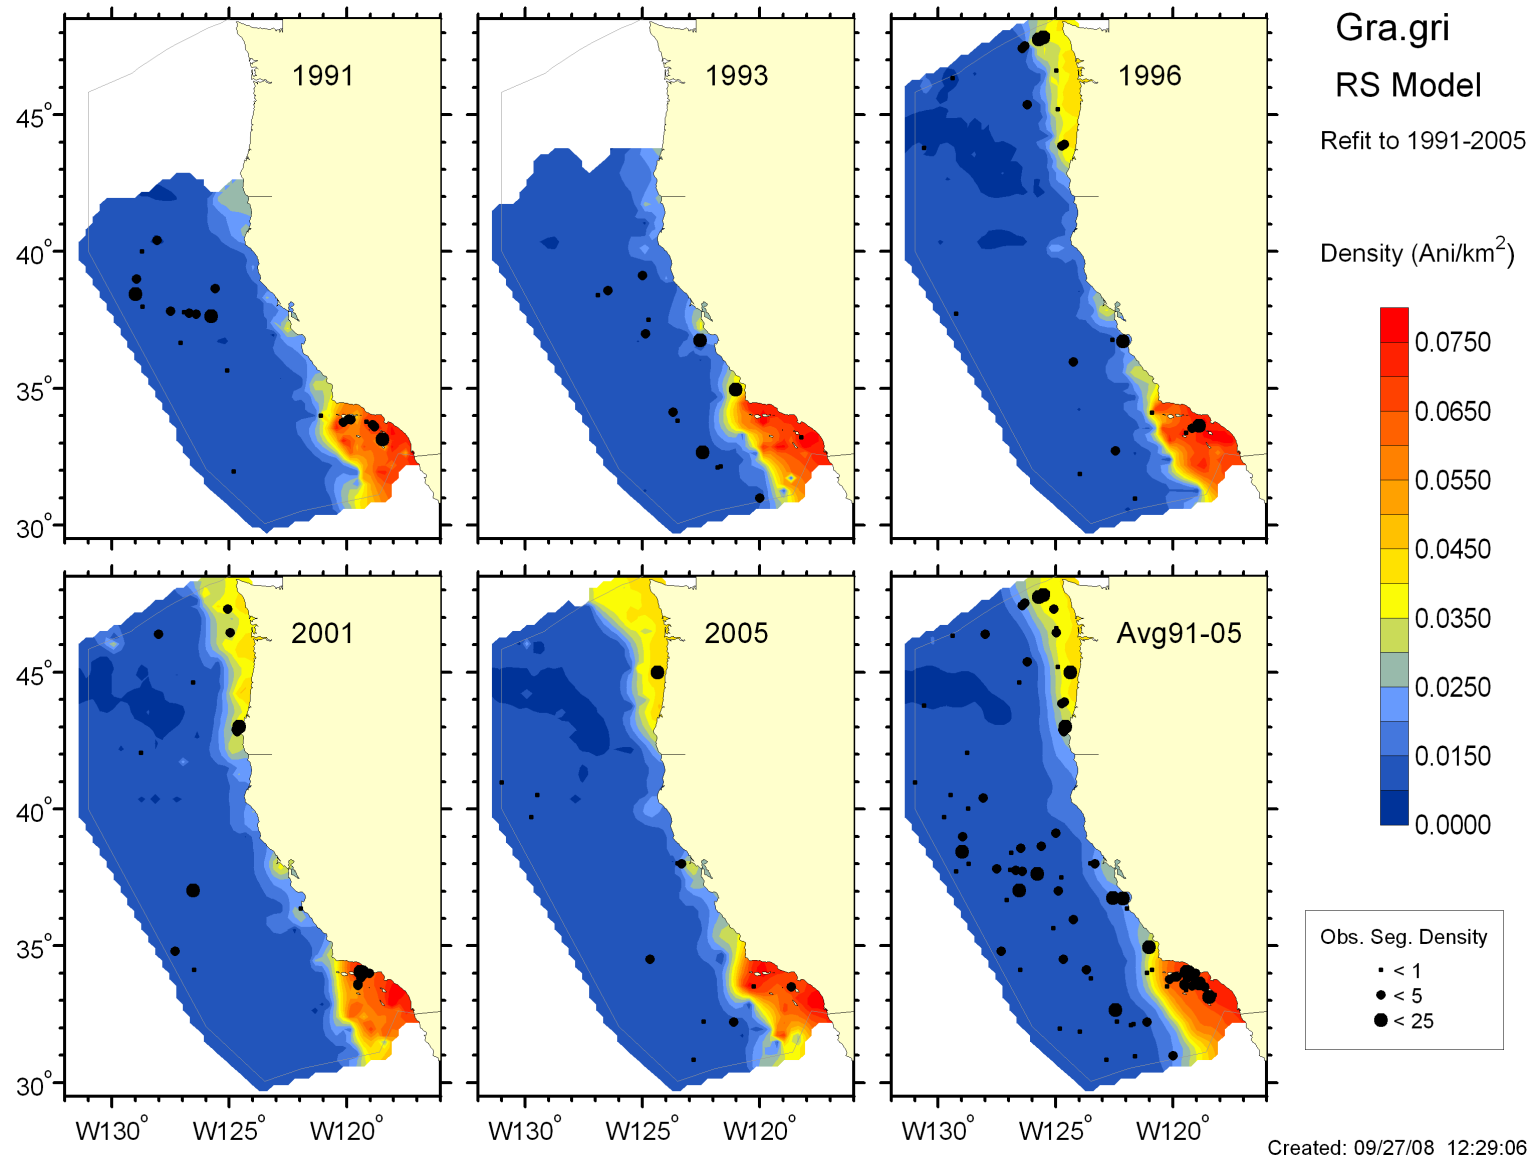 1991
1993
1996
Gra.gri
RS Model
Refit to 1991-2005
45°
40°
35°
30°
Density (Ani/km²)
0.0750
0.0650
0.0550
0.0450
0.0350
0.0250
0.0150
0.0000
2001
2005
Avg91-05
45°
40°
35°
30°
Obs. Seg. Density
< 1
< 5
< 25
W130° W125° W120°
W130° W125° W120°
W130° W125° W120°
Created: 09/27/08 12:29:06